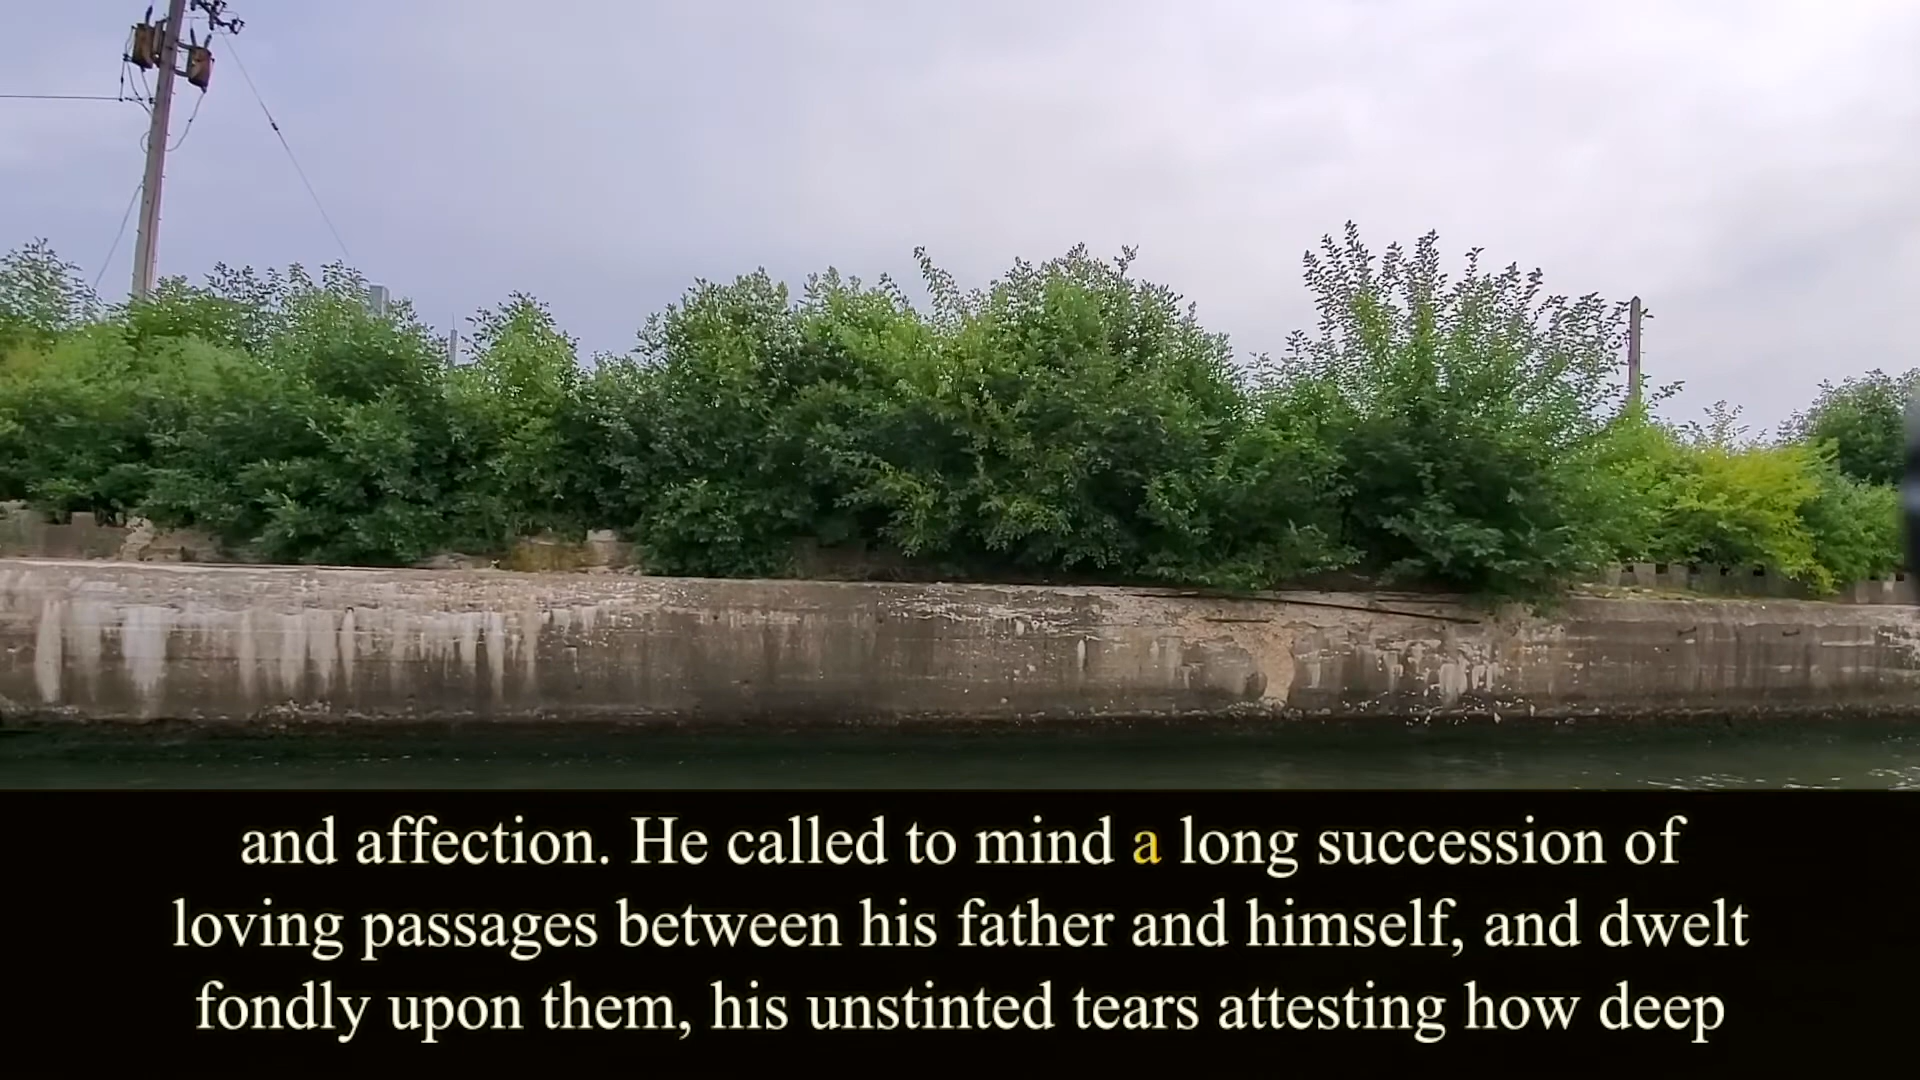 and affection. He called to mind a long succession of
loving passages between his father and himself, and dwelt
fondly upon them, his unstinted tears attesting how deep